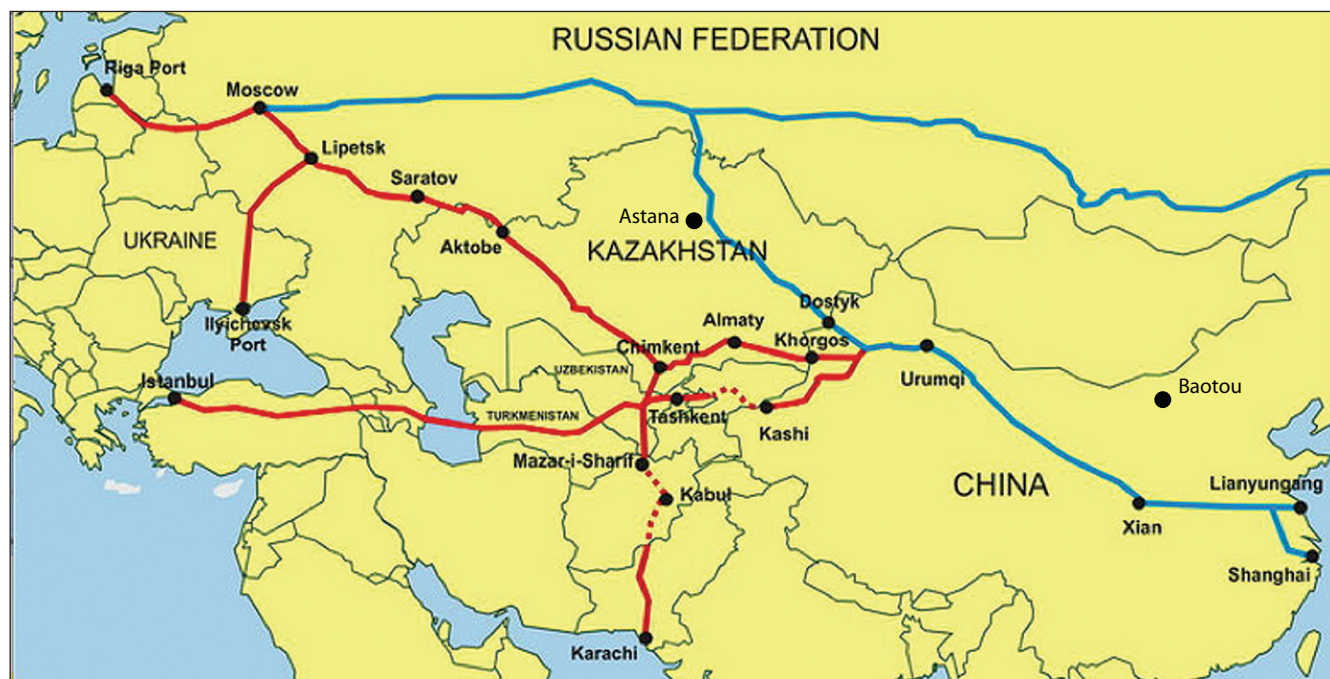 RUSSIAN FEDERATION
Riga Port
Moscow
Lipetsk
Saratov
Astana
UKRAINE
Aktobe
KAZAKHSTAN
Dostyk
Ilyichevsk
Port
Almaty
Khorgos
Chimkent
UZBEKISTAN
Urumqi
Istanbul
Baotou
TURKMENISTAN
Tashkent
Kashi
Mazar-i-Sharif
Kabul
CHINA
Lianyungang
Xian
Shanghai
Karachi